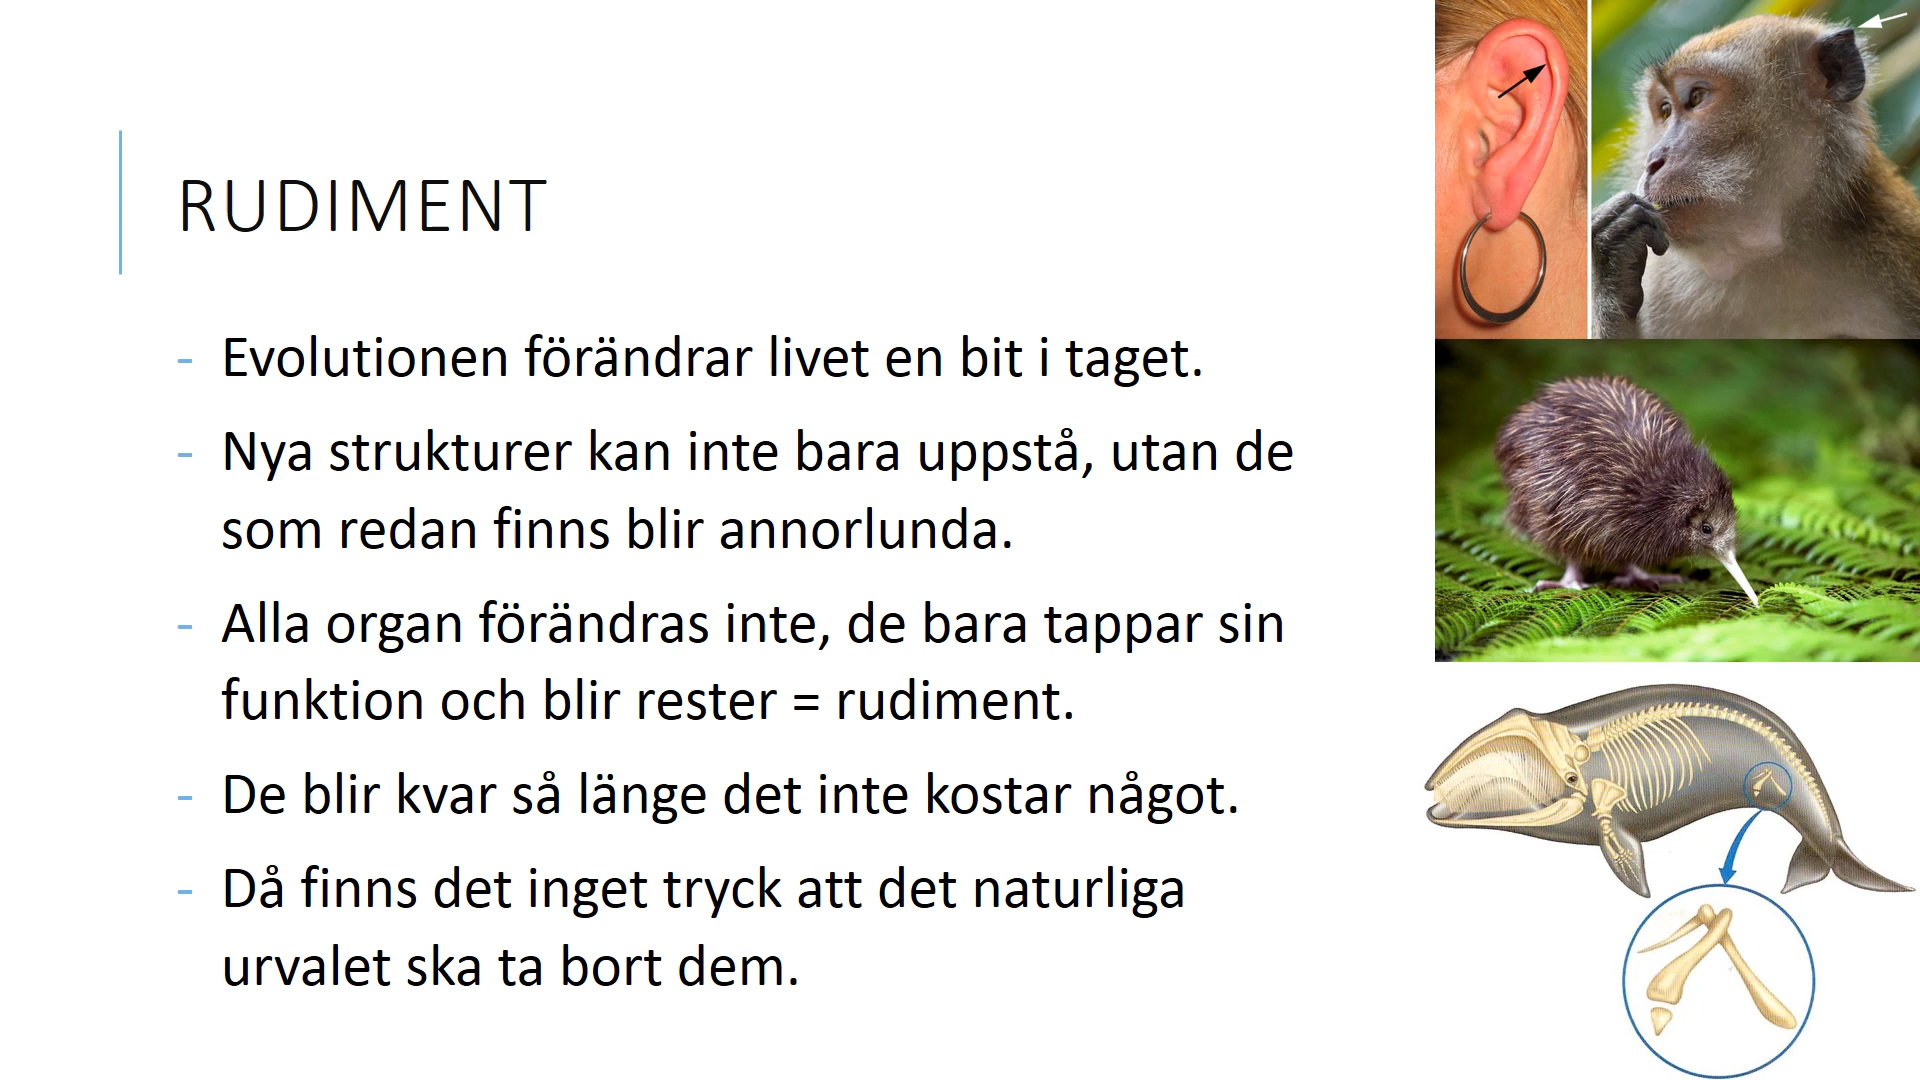 RUDIMENT
- Evolutionen förändrar livet en bit i taget.
- Nya strukturer kan inte bara uppstå, utan de
som redan finns blir annorlunda.
- Alla organ förändras inte, de bara tappar sin
funktion och blir rester = rudiment.
- De blir kvar så länge det inte kostar något.
- Då finns det inget tryck att det naturliga
urvalet ska ta bort dem.